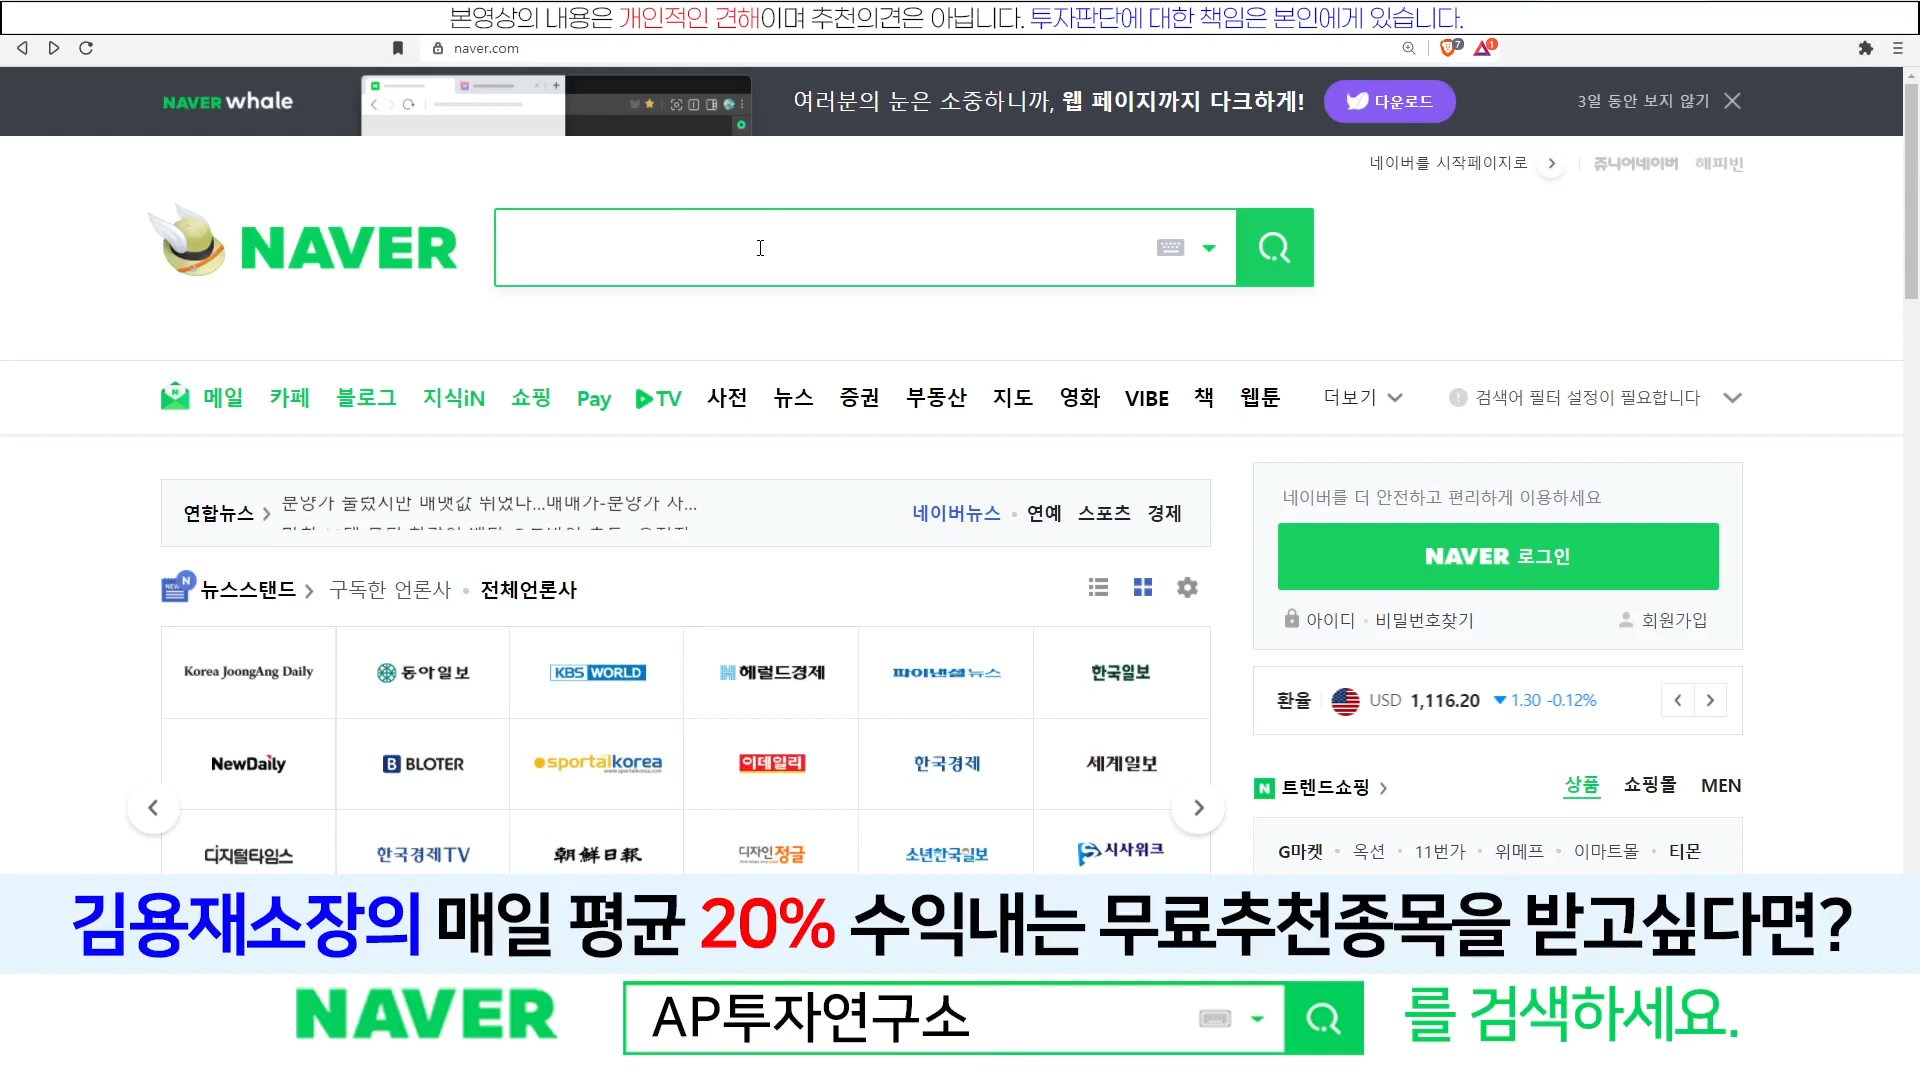 본영상의 내용은 개인적인 견해이며 추천의견은 아닙니다. 투자판단에 대한 책임은 본인에게 있습니다.
naver.com
7
1
NAVER whale
여러분의 눈은 소중하니까, 웹 페이지까지 다크하게!
다운로드
3일 동안 보지 않기
네이버를 시작페이지로
쥬니어네이버 해피빈
NAVER
메일 카페 블로그 지식iN 쇼핑 Pay TV 사전 뉴스 증권 부동산 지도 영화 VIBE 책 웹툰 더보기
검색어 필터 설정이 필요합니다
연합뉴스
분양가 눌렀지만 매맷값 뛰었다...매매가-분양가 차...
네이버뉴스 연예 스포츠 경제
네이버를 더 안전하고 편리하게 이용하세요
NAVER 로그인
아이디 비밀번호찾기 회원가입
뉴스스탠드 구독한 언론사 전체언론사
Korea JoongAng Daily 동아일보 KBS WORLD 헤럴드경제 파이낸셜뉴스 한국일보
환율 USD 1,116.20 ▼ 1.30 -0.12%
NewDaily BLOTER sportalkorea 이데일리 한국경제 세계일보
www.sportalkorea.com
트렌드쇼핑 상품 쇼핑몰 MEN
디지털타임스 한국경제TV 朝鮮日報 디자인정글 소년한국일보 시사위크
G마켓 옥션 11번가 위메프 이마트몰 티몬
김용재소장의 매일 평균 20% 수익내는 무료추천종목을 받고싶다면?
NAVER AP투자연구소 를 검색하세요.